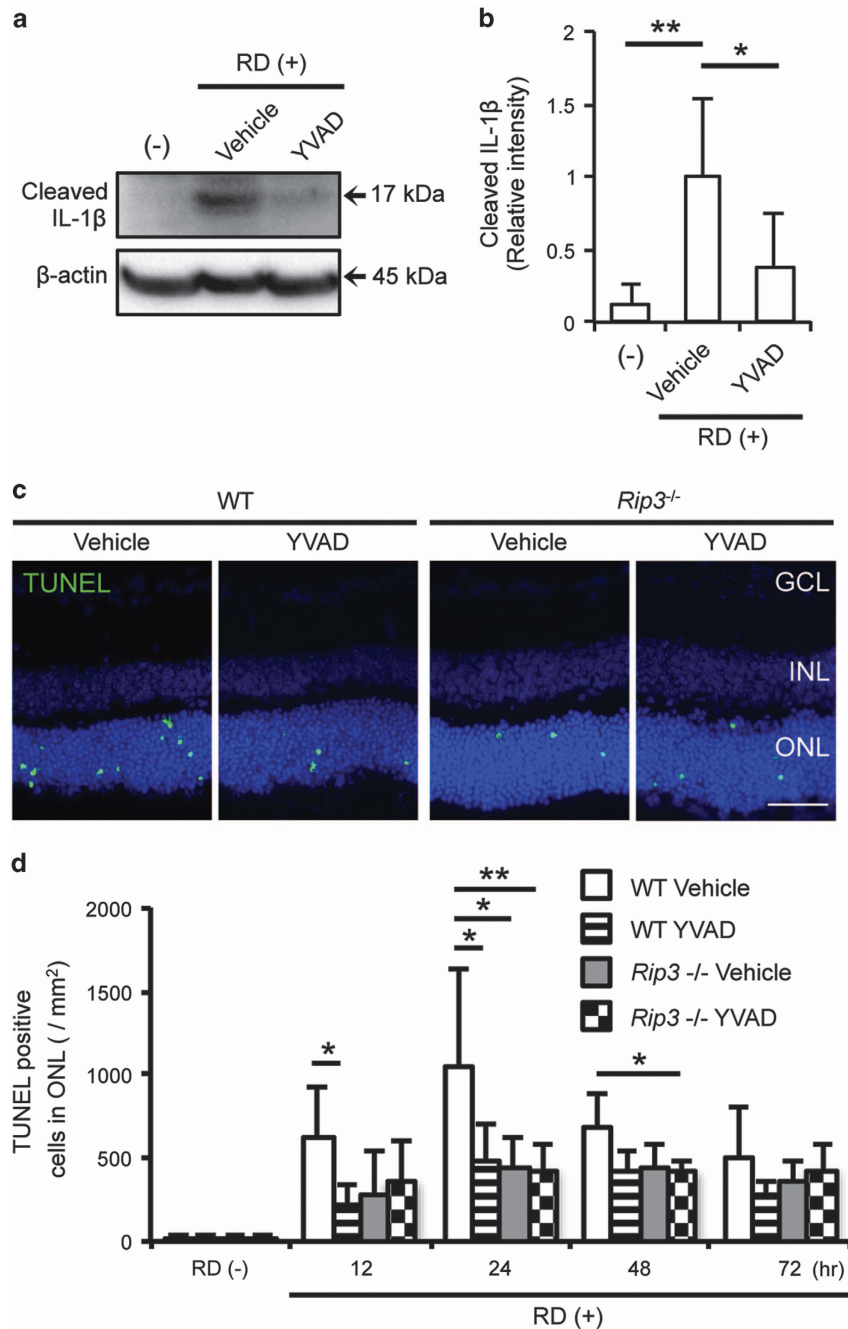 a
RD (+)
(-)
Vehicle
YVAD
Cleaved
IL-1β
17 kDa
β-actin
45 kDa
b
Cleaved IL-1β
(Relative intensity)
2
1.5
1
0.5
0
**
*
(-)
Vehicle
YVAD
RD (+)
c
WT
Rip3-/-
Vehicle
YVAD
Vehicle
YVAD
TUNEL
GCL
INL
ONL
d
TUNEL positive
cells in ONL ( / mm²)
2000
1500
1000
500
0
*
**
*
*
*
WT Vehicle
WT YVAD
Rip3 -/- Vehicle
Rip3 -/- YVAD
RD (-)
12
24
48
72 (hr)
RD (+)